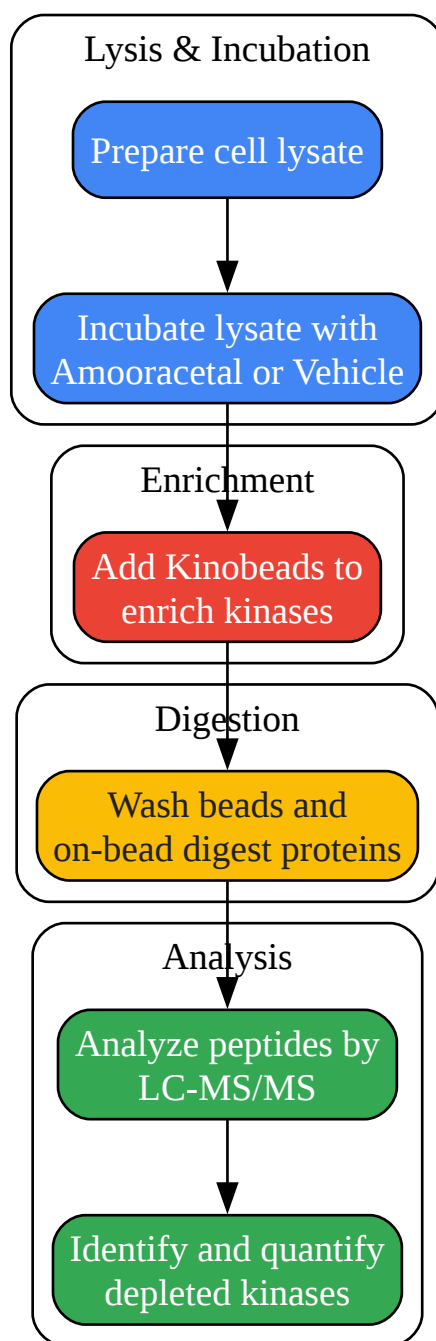 Lysis & Incubation
Prepare cell lysate
Incubate lysate with
Amooracetal or Vehicle
Enrichment
Add Kinobeads to
enrich kinases
Digestion
Wash beads and
on-bead digest proteins
Analysis
Analyze peptides by
LC-MS/MS
Identify and quantify
depleted kinases